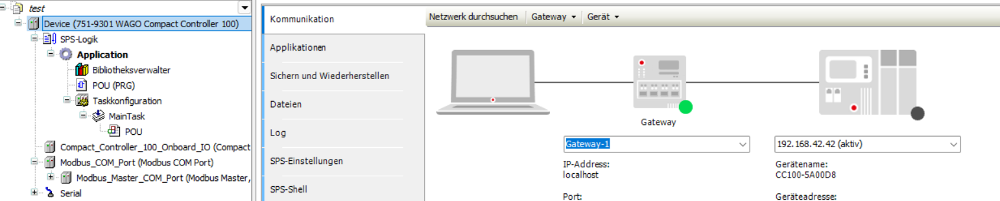 test
Device (751-9301 WAGO Compact Controller 100)
SPS-Logik
Application
Bibliotheksverwalter
POU (PRG)
Taskkonfiguration
MainTask
POU
Compact_Controller_100_Onboard_IO (Compact
Modbus_COM_Port (Modbus COM Port)
Modbus_Master_COM_Port (Modbus Master,
Serial
Kommunikation
Applikationen
Sichern und Wiederherstellen
Dateien
Log
SPS-Einstellungen
SPS-Shell
Netzwerk durchsuchen Gateway Gerät
Gateway
Gateway-1
IP-Address:
localhost
Port:
192.168.42.42 (aktiv)
Gerätename:
CC100-5A00D8
Geräteadresse: